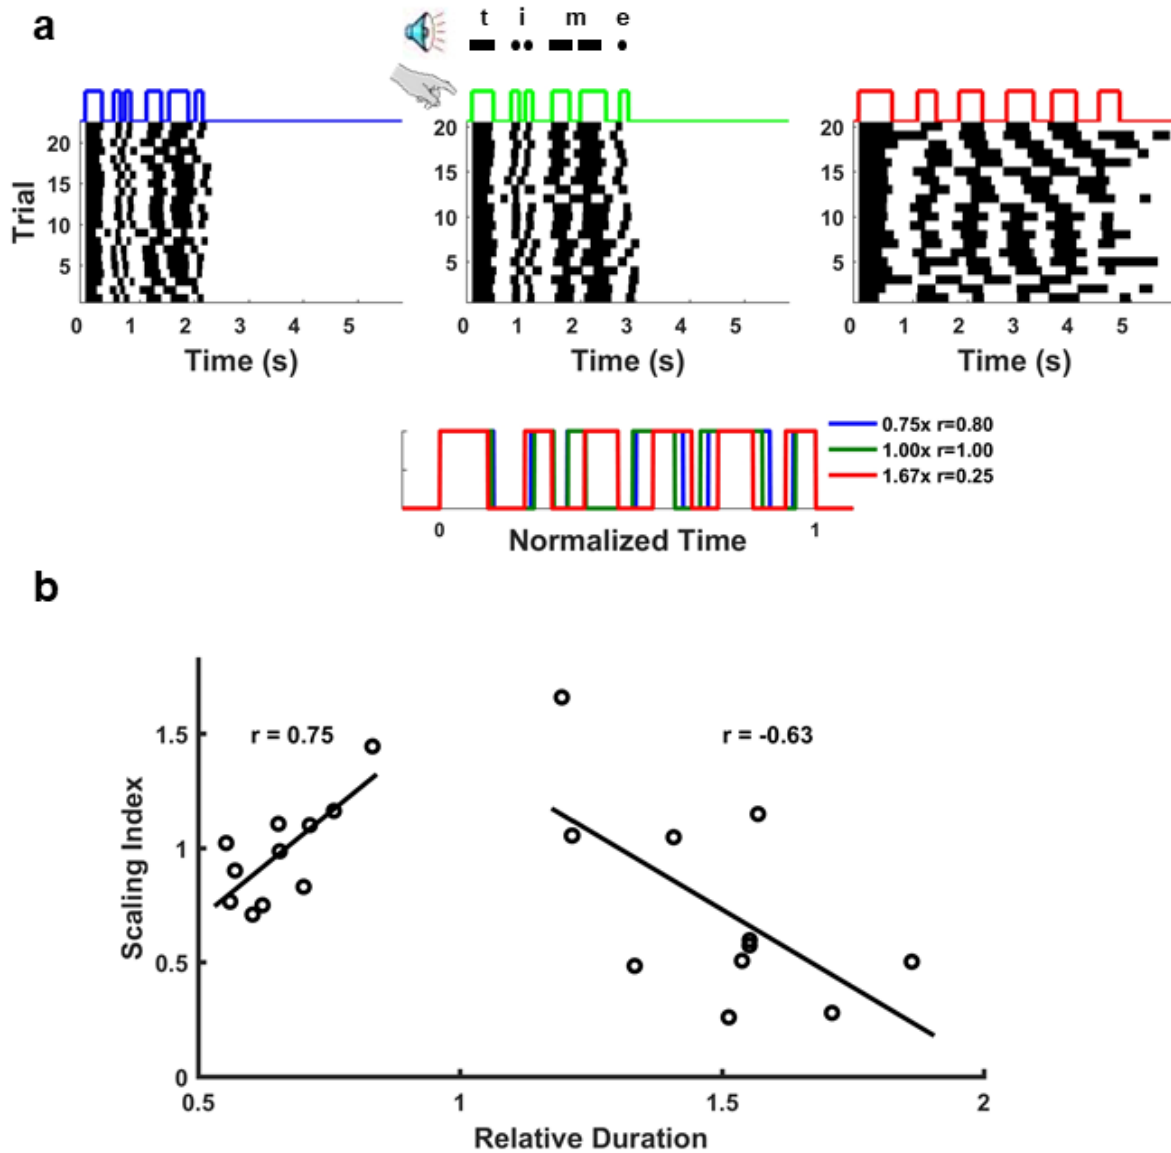 a
t i m e
Trial
20
15
10
5
0 1 2 3 4 5
Time (s)
20
15
10
5
0 1 2 3 4 5
Time (s)
20
15
10
5
0 1 2 3 4 5
Time (s)
0.75x r=0.80
1.00x r=1.00
1.67x r=0.25
0 1
Normalized Time
b
Scaling Index
1.5
1
0.5
0
r = 0.75
r = -0.63
0.5 1 1.5 2
Relative Duration